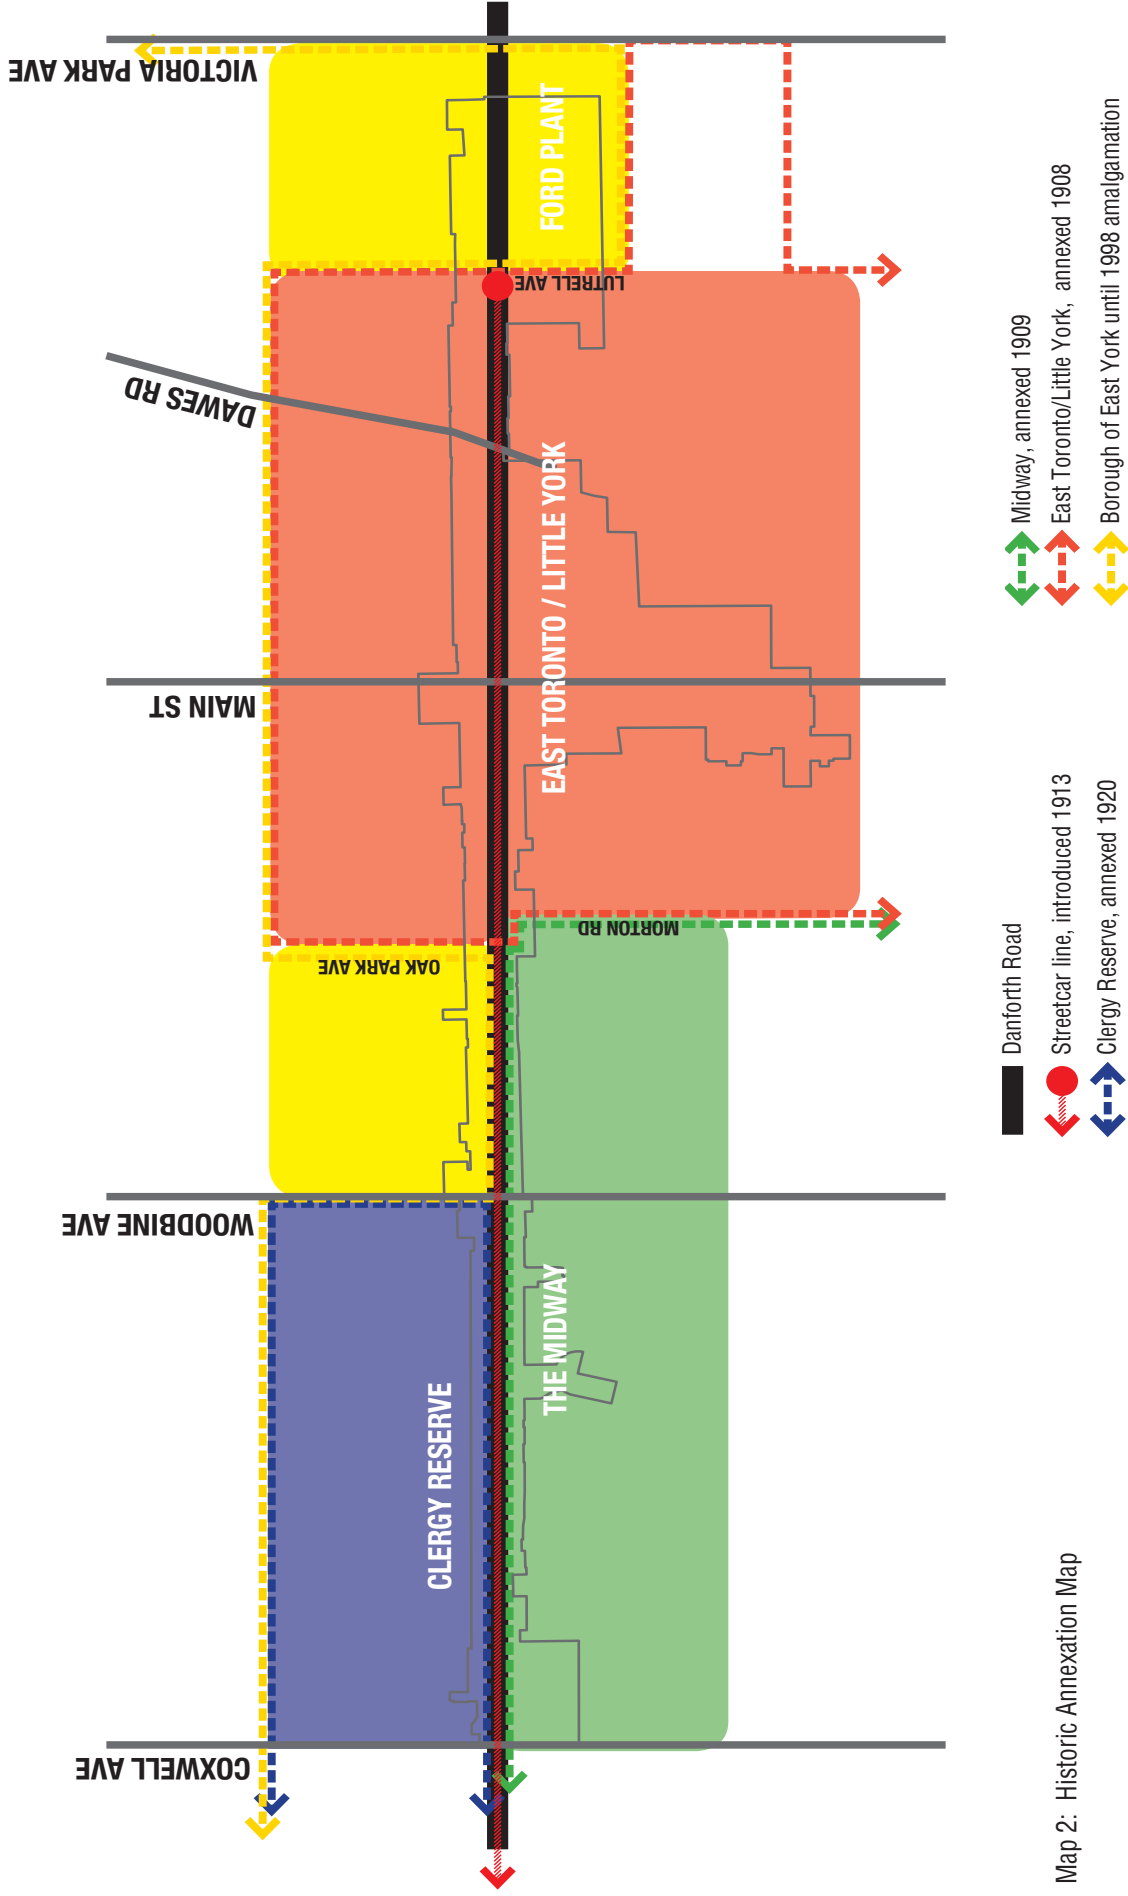 COXWELL AVE
WOODBINE AVE
MAIN ST
DAWES RD
VICTORIA PARK AVE
CLERGY RESERVE
OAK PARK AVE
THE MIDWAY
MORTON RD
EAST TORONTO / LITTLE YORK
LUTRELL AVE
FORD PLANT
Map 2: Historic Annexation Map
Danforth Road
Streetcar line, introduced 1913
Clergy Reserve, annexed 1920
Midway, annexed 1909
East Toronto/Little York, annexed 1908
Borough of East York until 1998 amalgamation